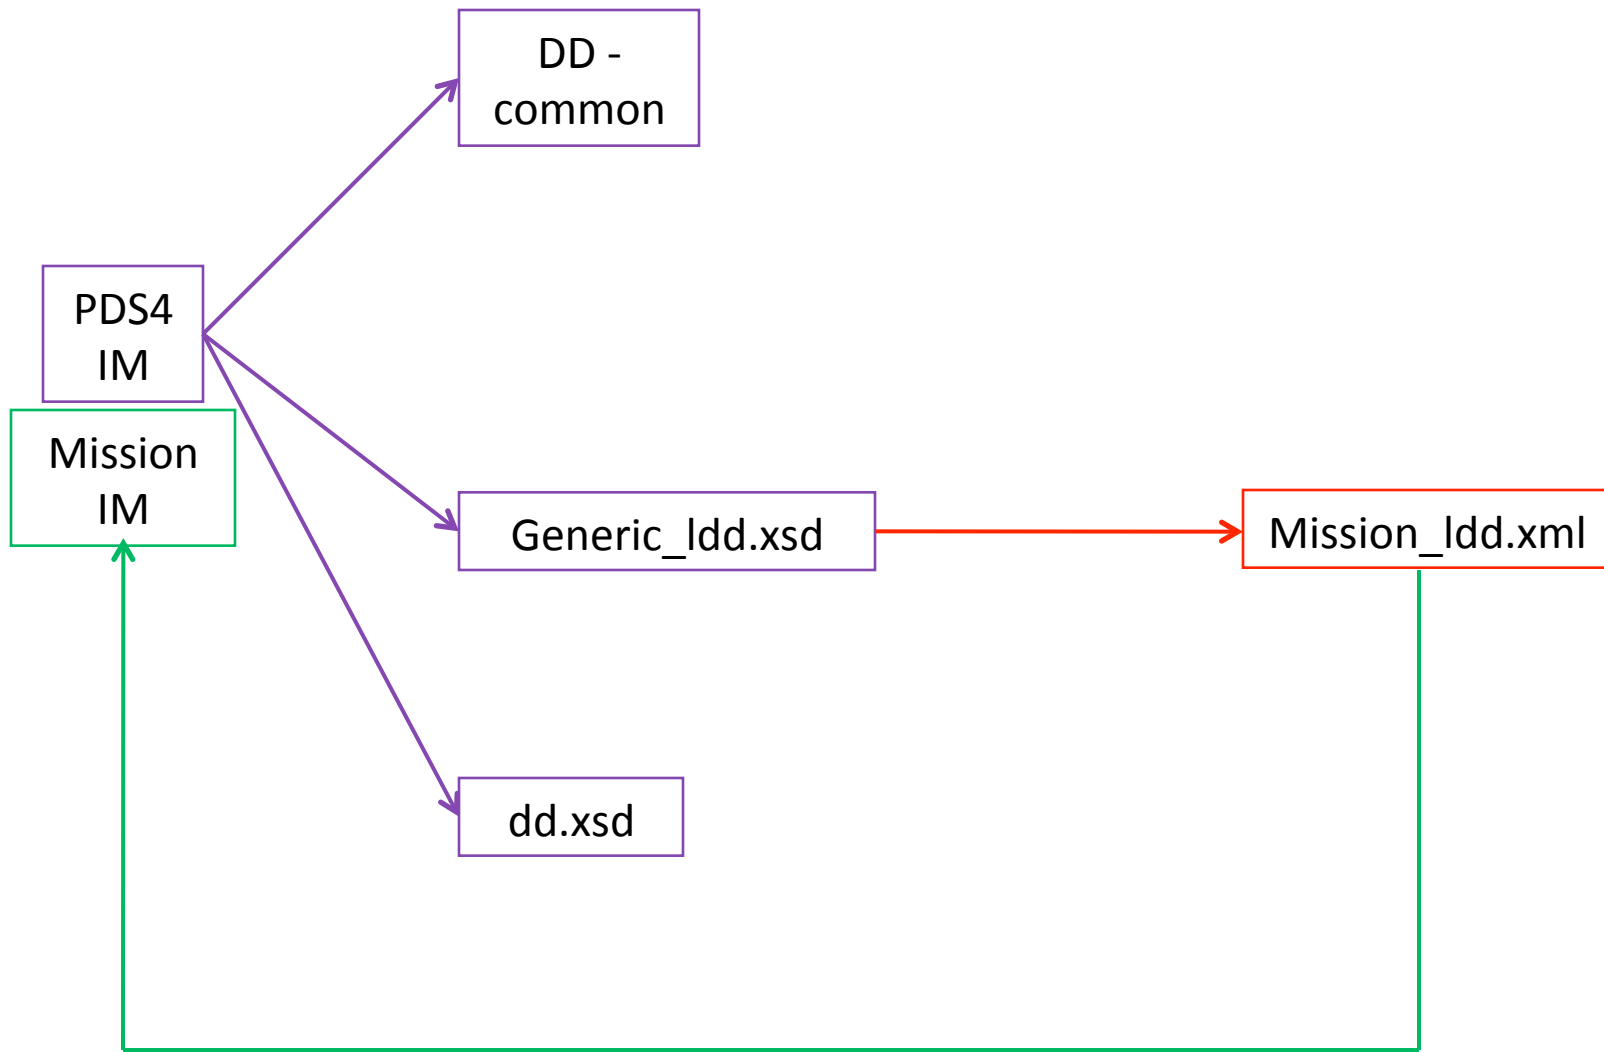 DD -
common
PDS4
IM
Mission
IM
Generic_ldd.xsd
Mission_ldd.xml
dd.xsd